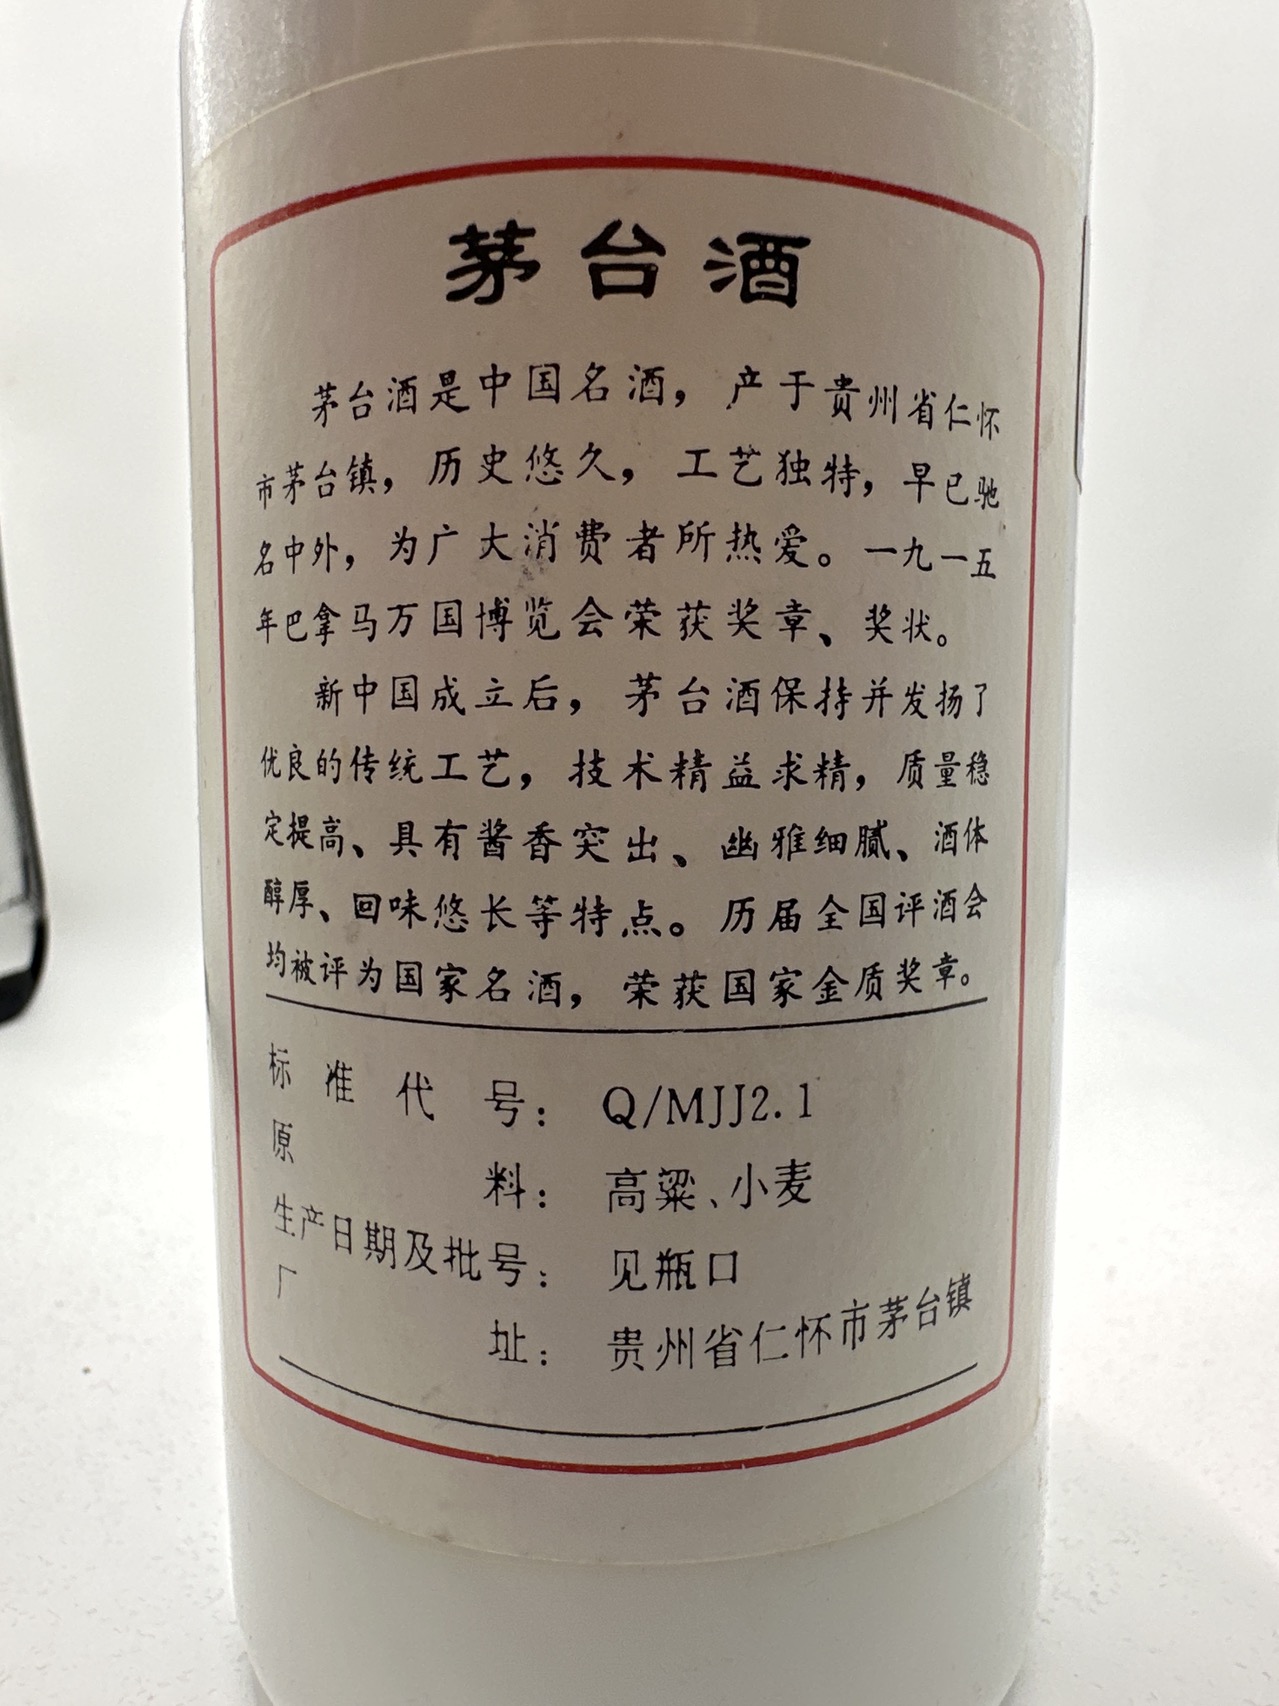 茅台酒
茅台酒是中国名酒，产于贵州省仁怀
市茅台镇，历史悠久，工艺独特，早已驰
名中外，为广大消费者所热爱。一九一五
年巴拿马万国博览会荣获奖章、奖状。
新中国成立后，茅台酒保持并发扬了
优良的传统工艺，技术精益求精，质量稳
定提高、具有酱香突出、幽雅细腻、酒体
醇厚、回味悠长等特点。历届全国评酒会
均被评为国家名酒，荣获国家金质奖章。
标准代号：Q/MJJ2.1
原料：高粱、小麦
生产日期及批号：见瓶口
厂址：贵州省仁怀市茅台镇